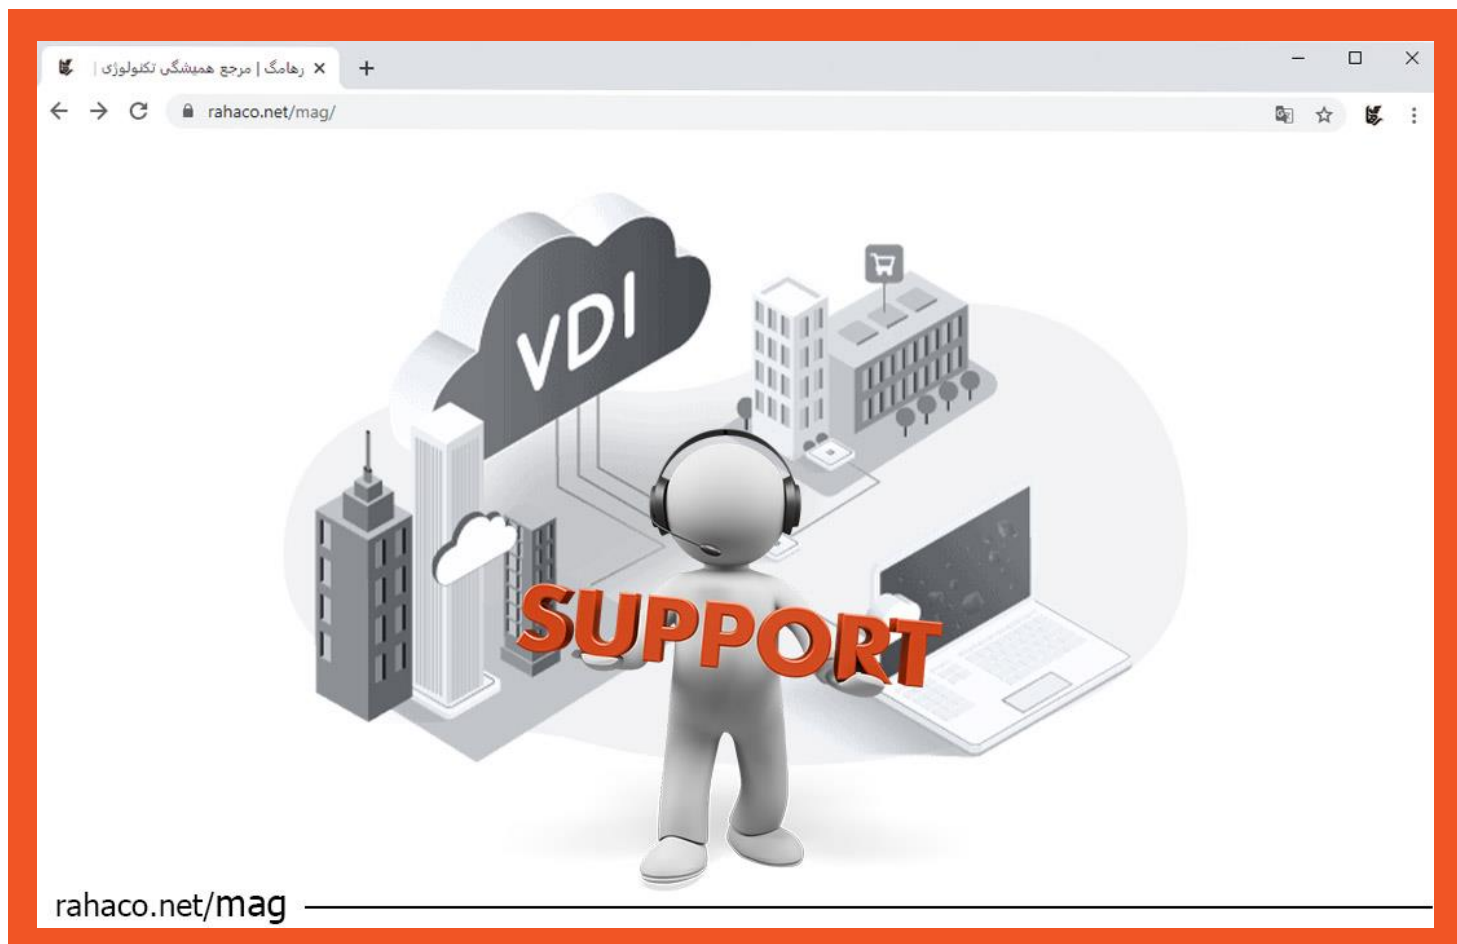 رهامگ | مرجع همیشگی تکنولوژی |
rahaco.net/mag/
VDI
SUPPORT
rahaco.net/mag